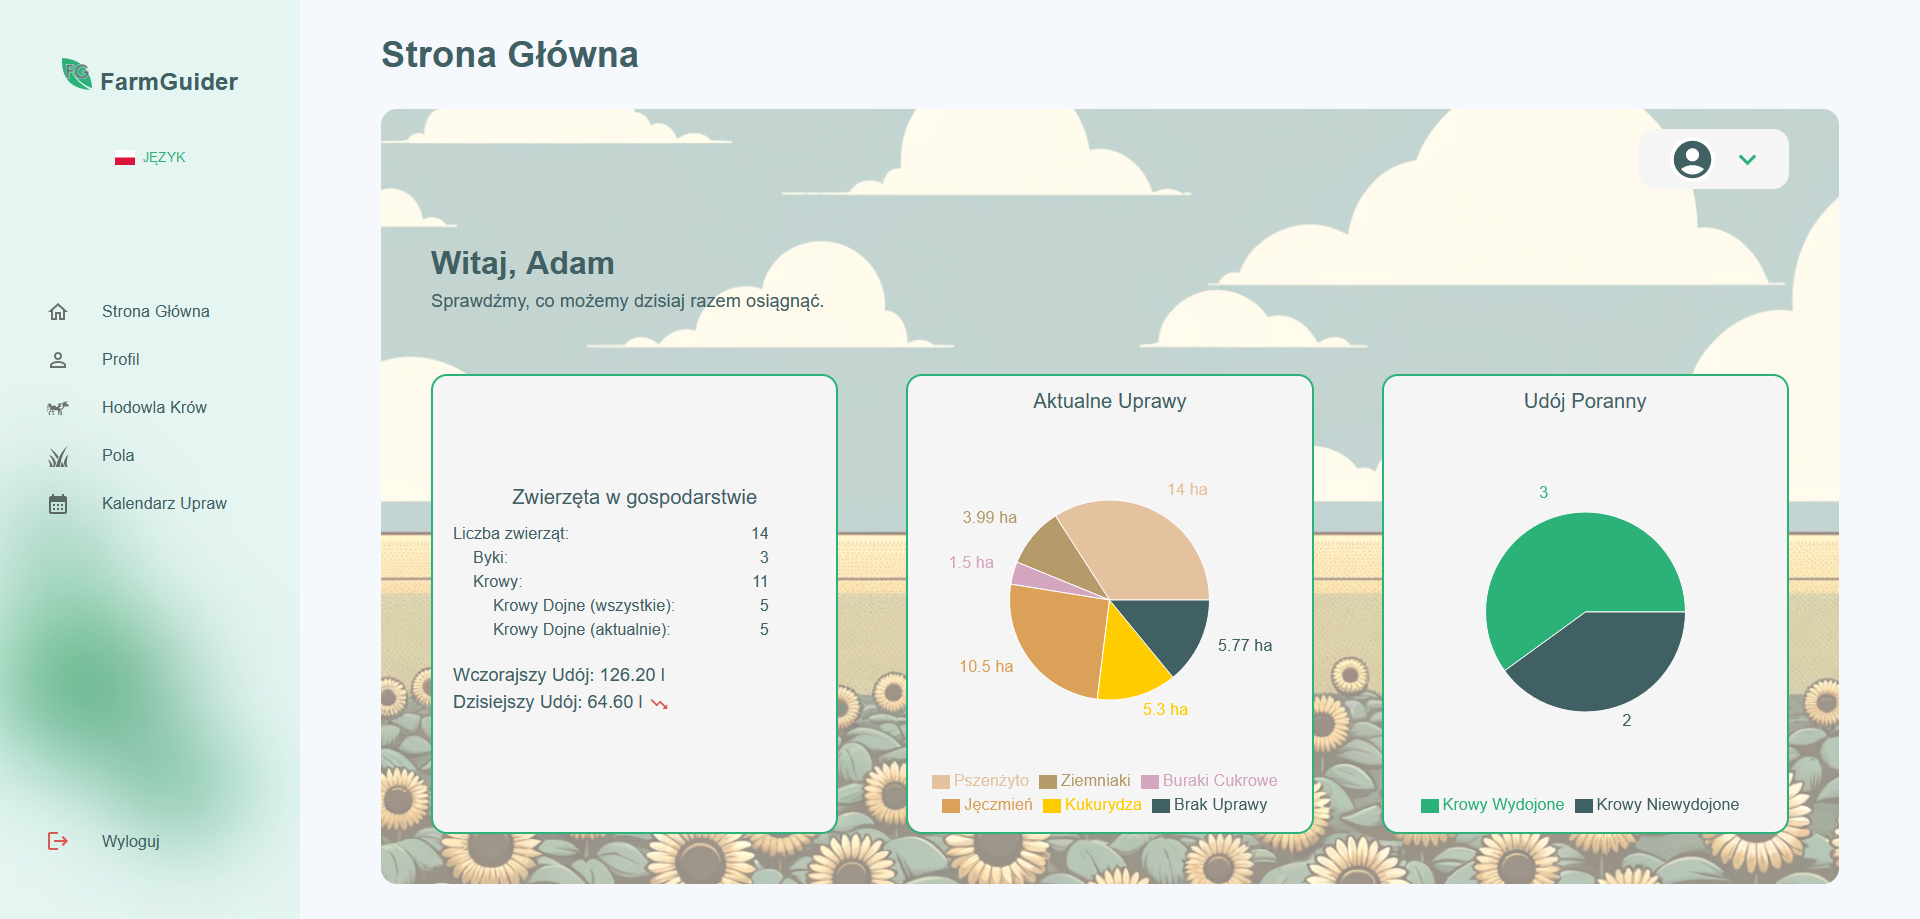 FG FarmGuider
JĘZYK
Strona Główna
Profil
Hodowla Krów
Pola
Kalendarz Upraw
Wyloguj
Strona Główna
Witaj, Adam
Sprawdźmy, co możemy dzisiaj razem osiągnąć.
Zwierzęta w gospodarstwie
Liczba zwierząt: 14
Byki: 3
Krowy: 11
Krowy Dojne (wszystkie): 5
Krowy Dojne (aktualnie): 5
Wczorajszy Udój: 126.20 l
Dzisiejszy Udój: 64.60 l
Aktualne Uprawy
14 ha
3.99 ha
1.5 ha
10.5 ha
5.3 ha
5.77 ha
Pszenżyto Ziemniaki Buraki Cukrowe
Jęczmień Kukurydza Brak Uprawy
Udój Poranny
3
2
Krowy Wydojone Krowy Niewydojone